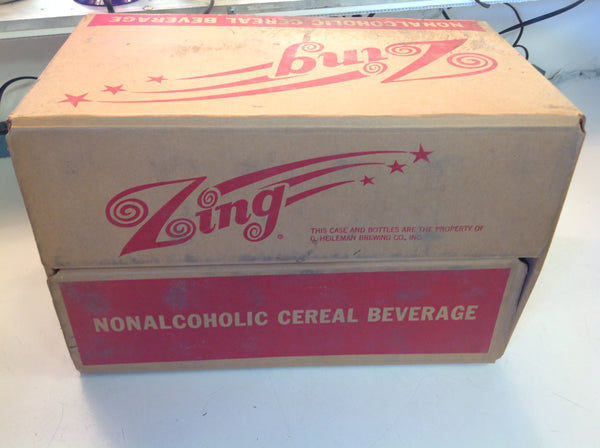 NONALCOHOLIC CEREAL BEVERAGE
Zing
Zing®
THIS CASE AND BOTTLES ARE THE PROPERTY OF
G. HEILEMAN BREWING CO., INC.
NONALCOHOLIC CEREAL BEVERAGE